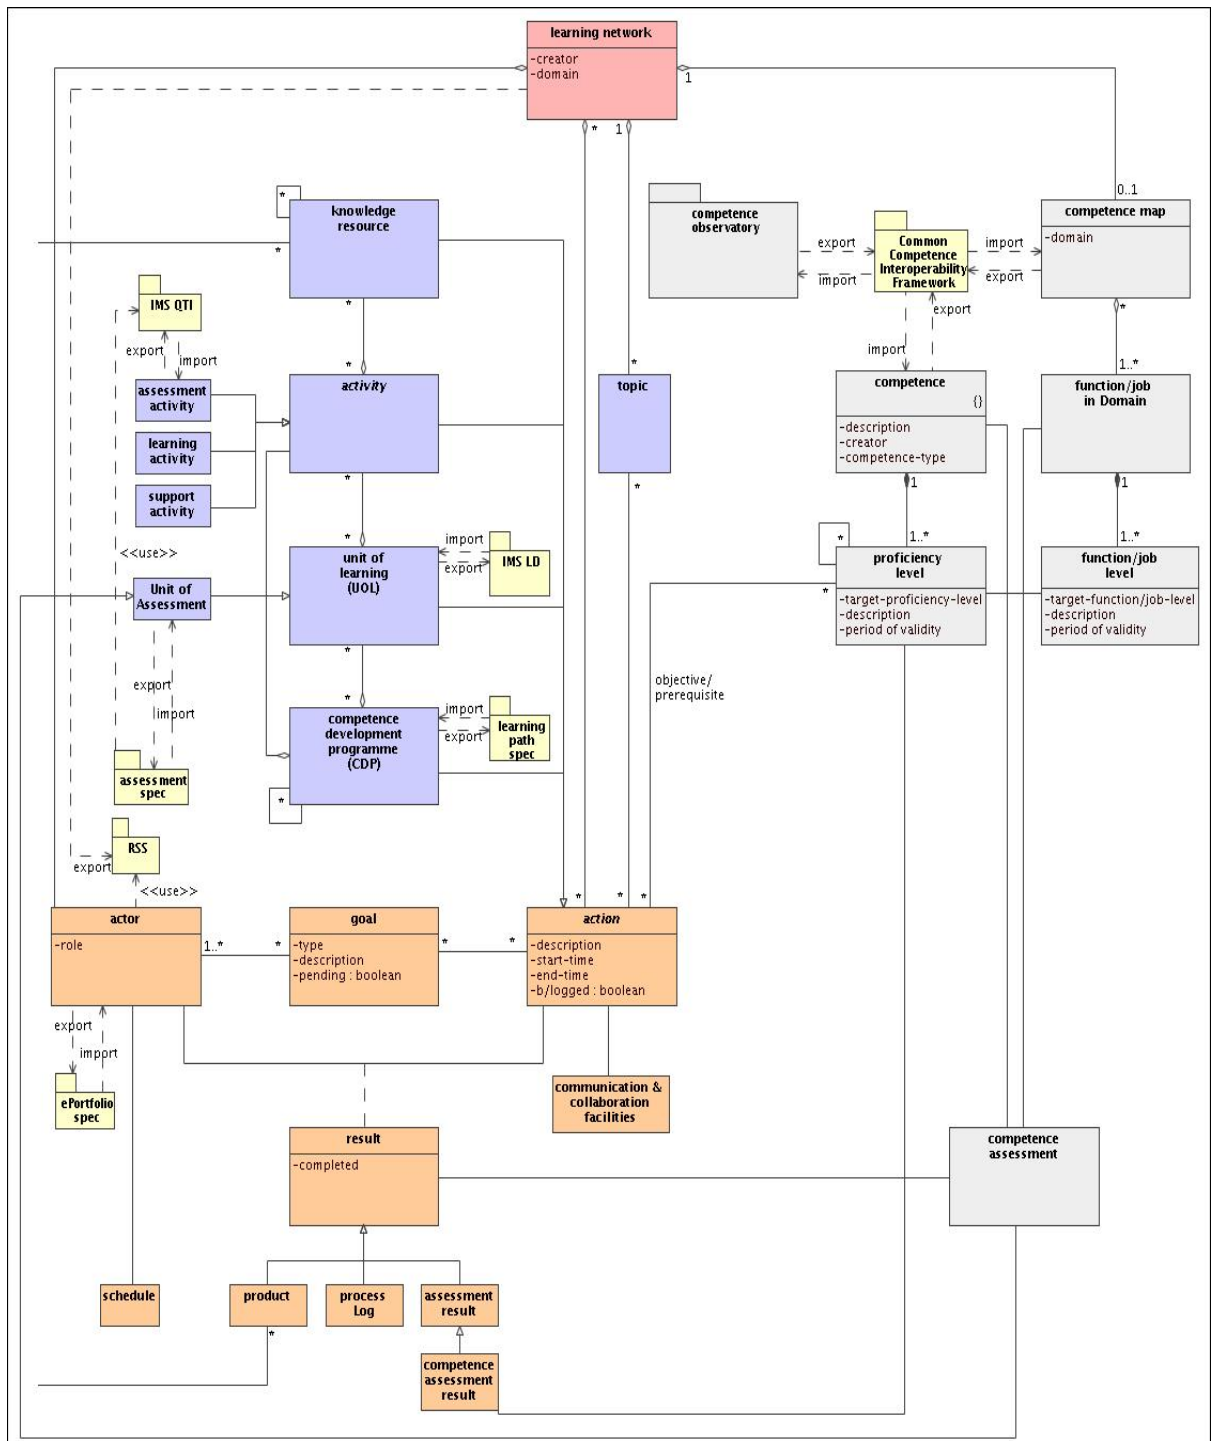 learning network
-creator
-domain
1
*
1
0..1
*
knowledge
resource
*
competence
observatory
export
import
Common
Competence
Interoperability
Framework
import
export
competence map
-domain
IMS QTI
export
import
*
*
import
export
*
1..*
assessment
activity
learning
activity
support
activity
activity
*
topic
*
competence
{}
-description
-creator
-competence-type
1
1..*
function/job
in Domain
1
1..*
<<use>>
*
unit of
learning
(UOL)
*
import
export
IMS LD
*
proficiency
level
-target-proficiency-level
-description
-period of validity
*
function/job
level
-target-function/job-level
-description
-period of validity
Unit of
Assessment
export
import
*
competence
development
programme
(CDP)
*
import
export
learning
path
spec
objective/
prerequisite
assessment
spec
RSS
export
<<use>>
*
*
*
actor
-role
1..*
*
goal
-type
-description
-pending : boolean
*
*
action
-description
-start-time
-end-time
-b/logged : boolean
export
import
ePortfolio
spec
communication &
collaboration
facilities
result
-completed
competence
assessment
schedule
product
*
process
Log
assessment
result
competence
assessment
result